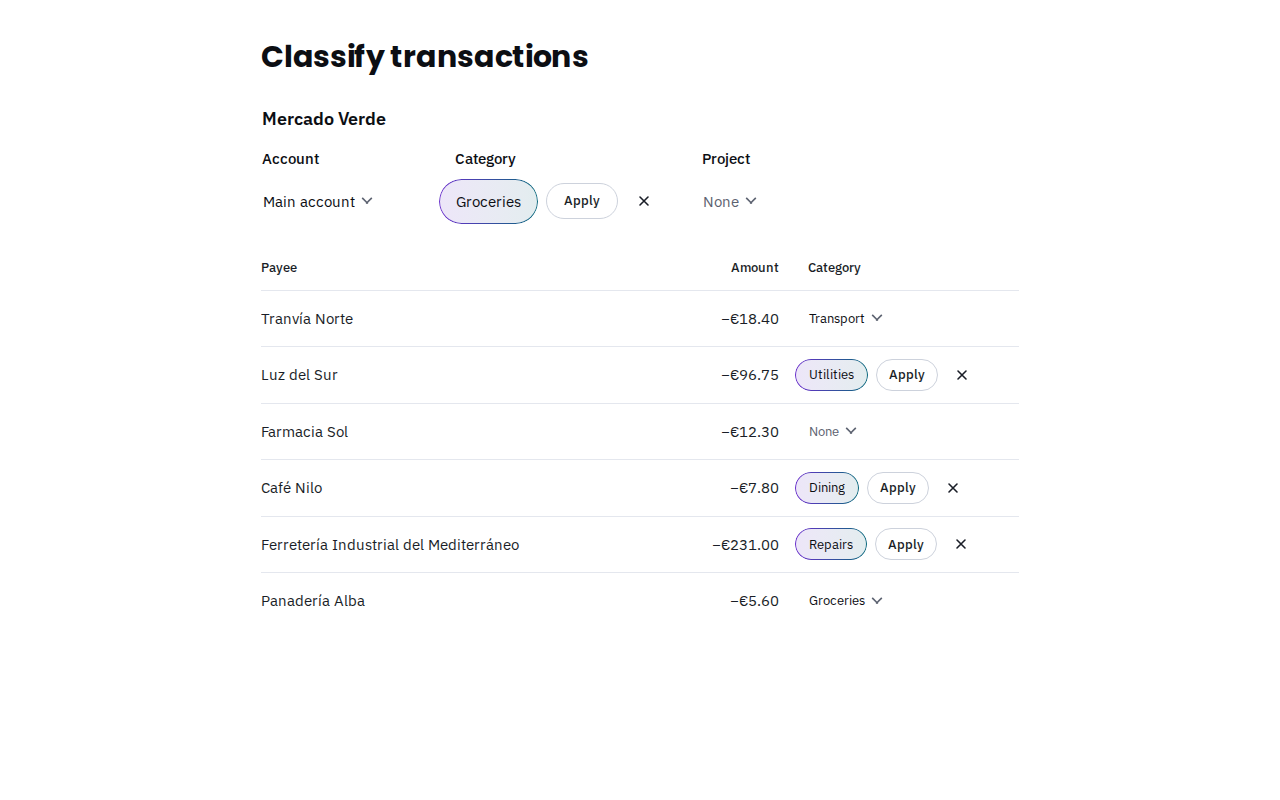 Classify transactions
Mercado Verde
Account Category Project
Main account Groceries Apply None
Payee Amount Category
Tranvía Norte −€18.40 Transport
Luz del Sur −€96.75 Utilities Apply
Farmacia Sol −€12.30 None
Café Nilo −€7.80 Dining Apply
Ferretería Industrial del Mediterráneo −€231.00 Repairs Apply
Panadería Alba −€5.60 Groceries